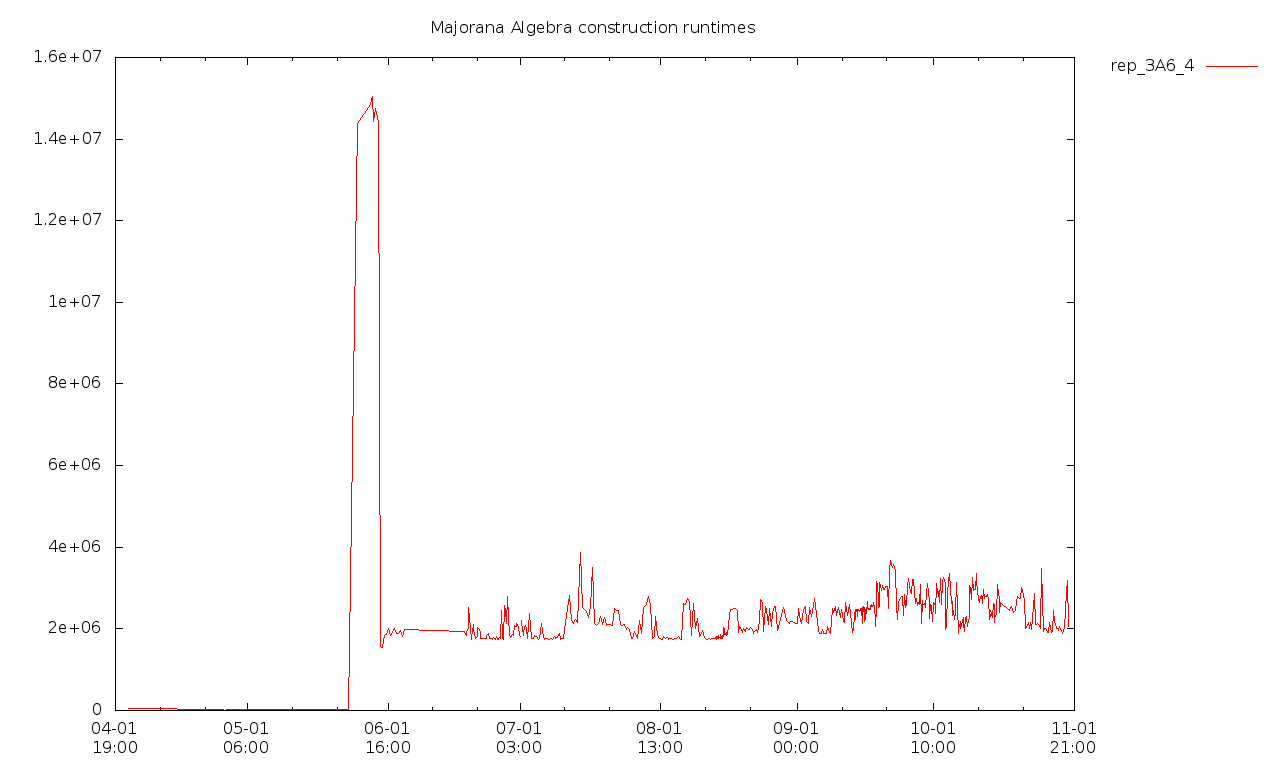 Majorana Algebra construction runtimes
rep_3A6_4
1.6e+07
1.4e+07
1.2e+07
1e+07
8e+06
6e+06
4e+06
2e+06
0
04-01 05-01 06-01 07-01 08-01 09-01 10-01 11-01
19:00 06:00 16:00 03:00 13:00 00:00 10:00 21:00